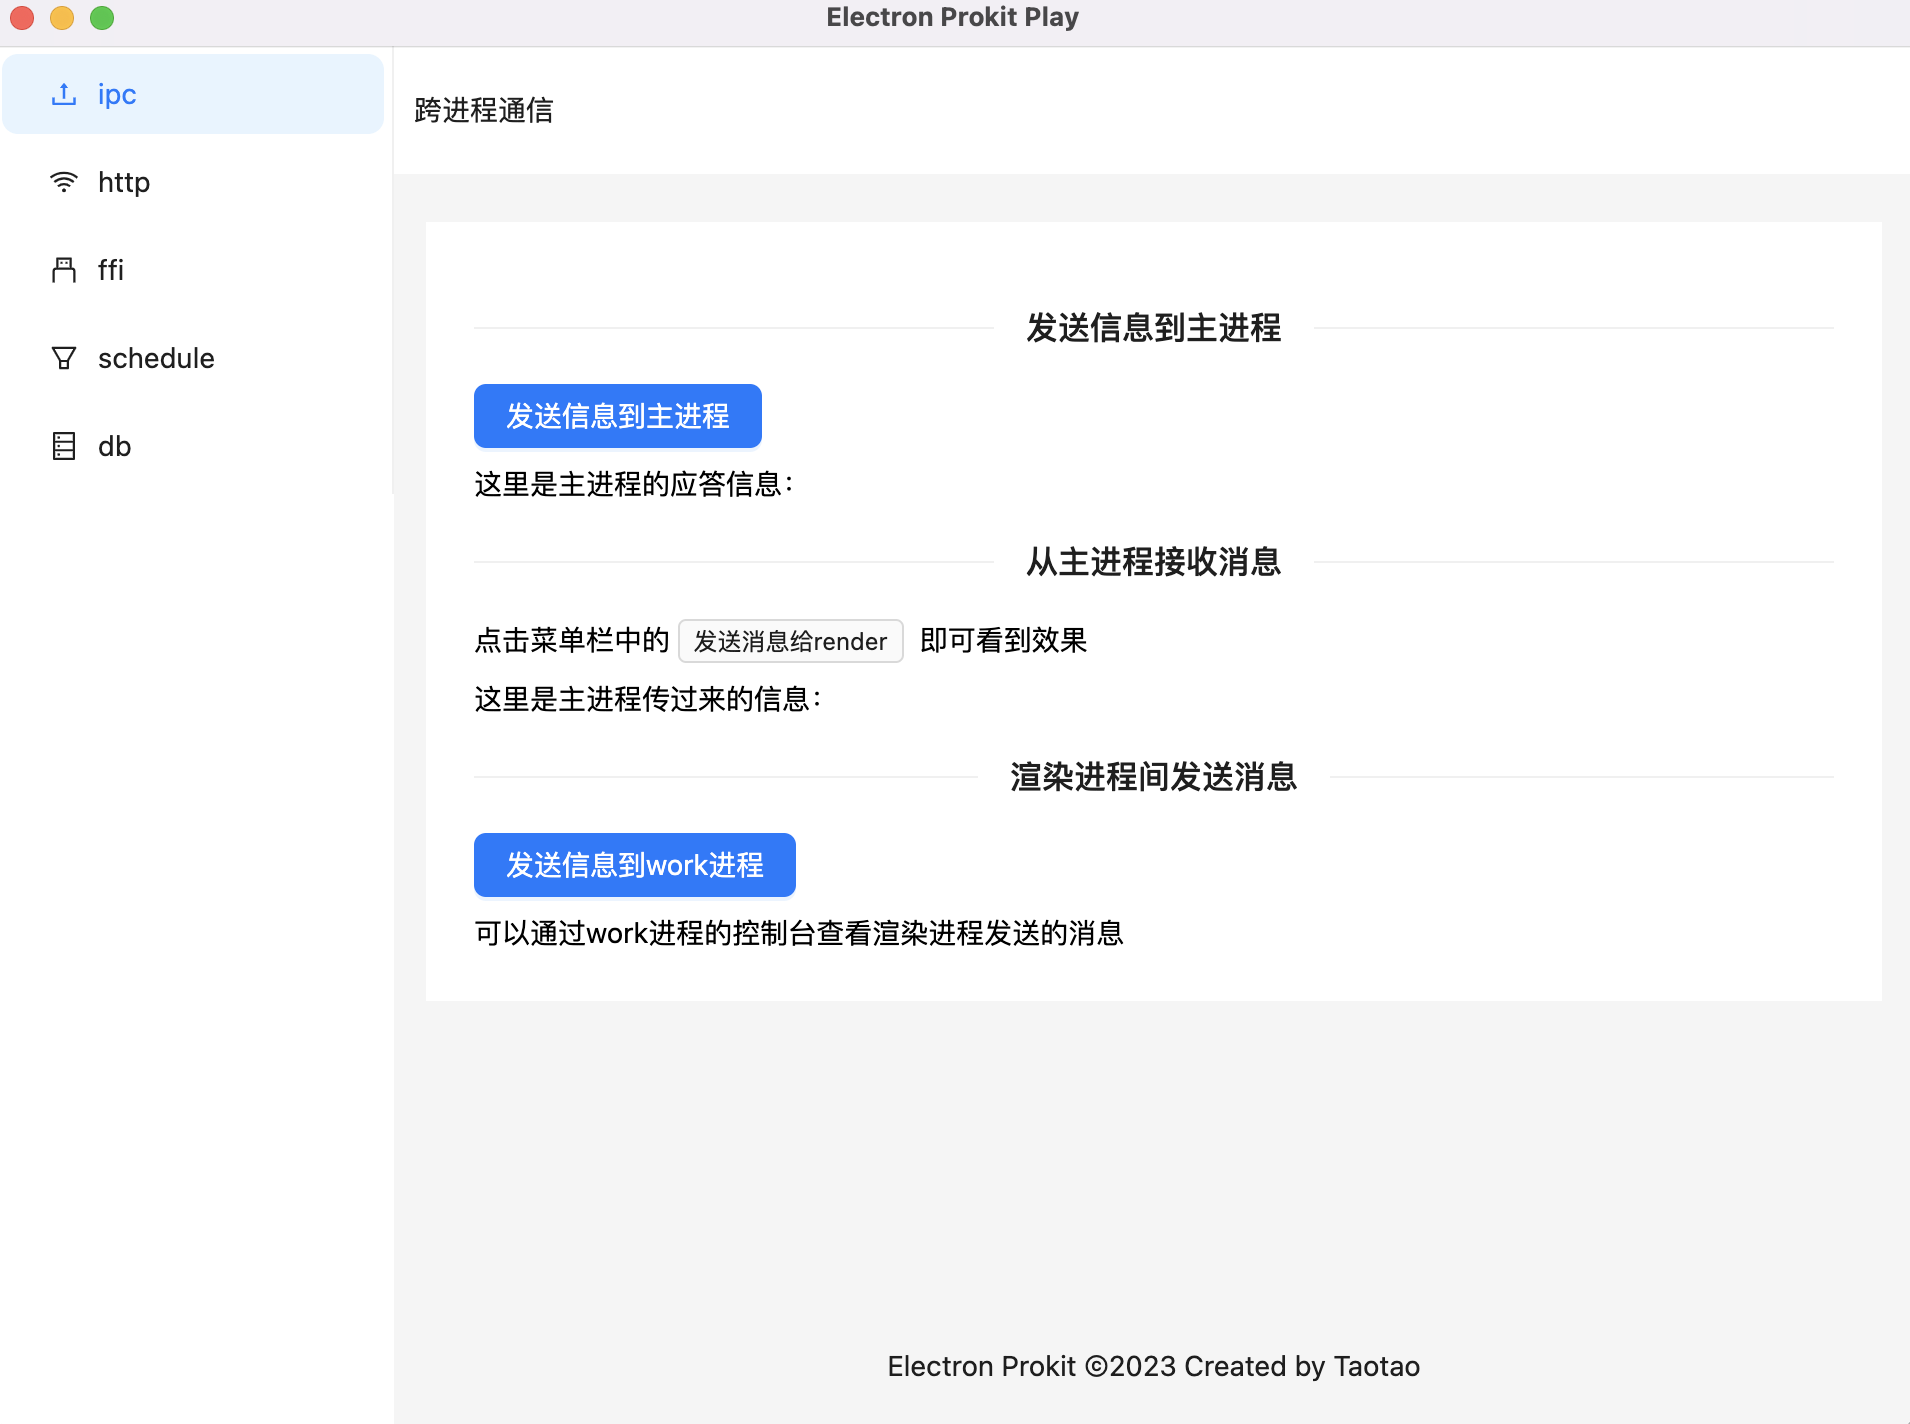 Electron Prokit Play
ipc
http
ffi
schedule
db
跨进程通信
发送信息到主进程
发送信息到主进程
这里是主进程的应答信息：
从主进程接收消息
点击菜单栏中的 发送消息给render 即可看到效果
这里是主进程传过来的信息：
渲染进程间发送消息
发送信息到work进程
可以通过work进程的控制台查看渲染进程发送的消息
Electron Prokit ©2023 Created by Taotao